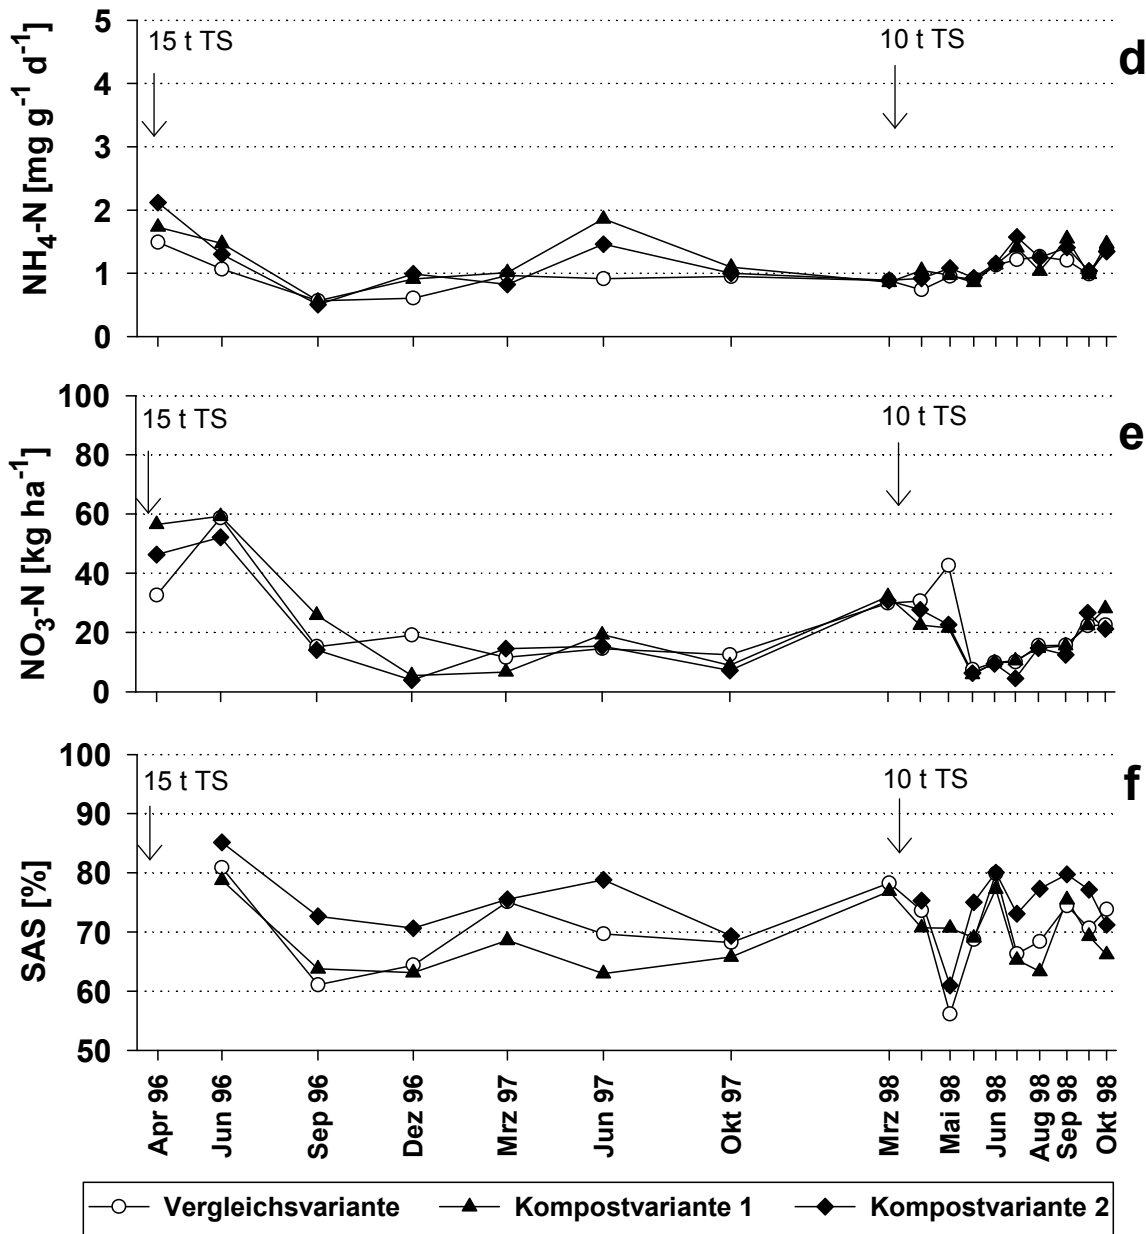 NH4-N [mg g-1 d-1]
5
4
3
2
1
0
15 t TS
10 t TS
d
NO3-N [kg ha-1]
100
80
60
40
20
0
15 t TS
10 t TS
e
SAS [%]
100
90
80
70
60
50
15 t TS
10 t TS
f
Apr 96
Jun 96
Sep 96
Dez 96
Mrz 97
Jun 97
Okt 97
Mrz 98
Mai 98
Jun 98
Aug 98
Sep 98
Okt 98
Vergleichsvariante
Kompostvariante 1
Kompostvariante 2